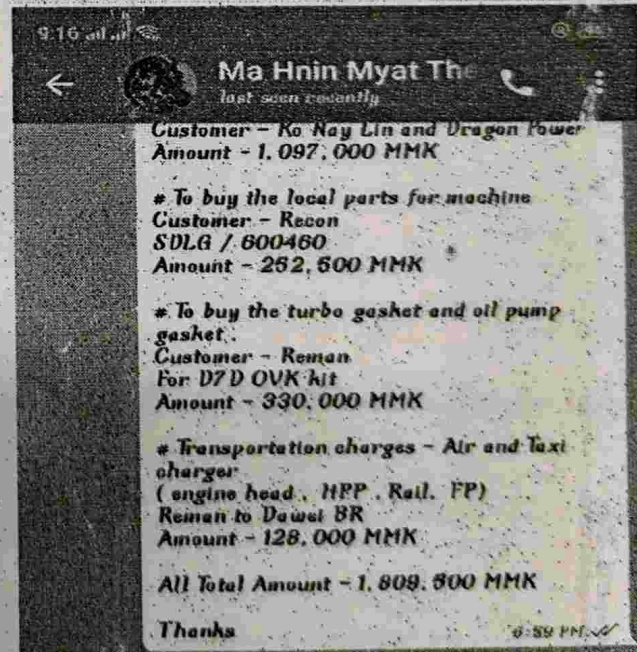 9:16
Ma Hnin Myat The
last seen recently
Customer - Ko Nay Lin and Dragon Power
Amount - 1, 097, 000 MMK
# To buy the local parts for machine
Customer - Recon
SDLG / 600460
Amount - 252, 500 MMK
# To buy the turbo gasket and oil pump
gasket .
Customer - Reman
For D7D OVK kit
Amount - 330, 000 MMK
# Transportation charges - Air and Taxi
charger
( engine head , HPP , Rail, FP)
Reman to Dawei BR
Amount - 128, 000 MMK
All Total Amount - 1, 809, 500 MMK
Thanks
6:59 PM